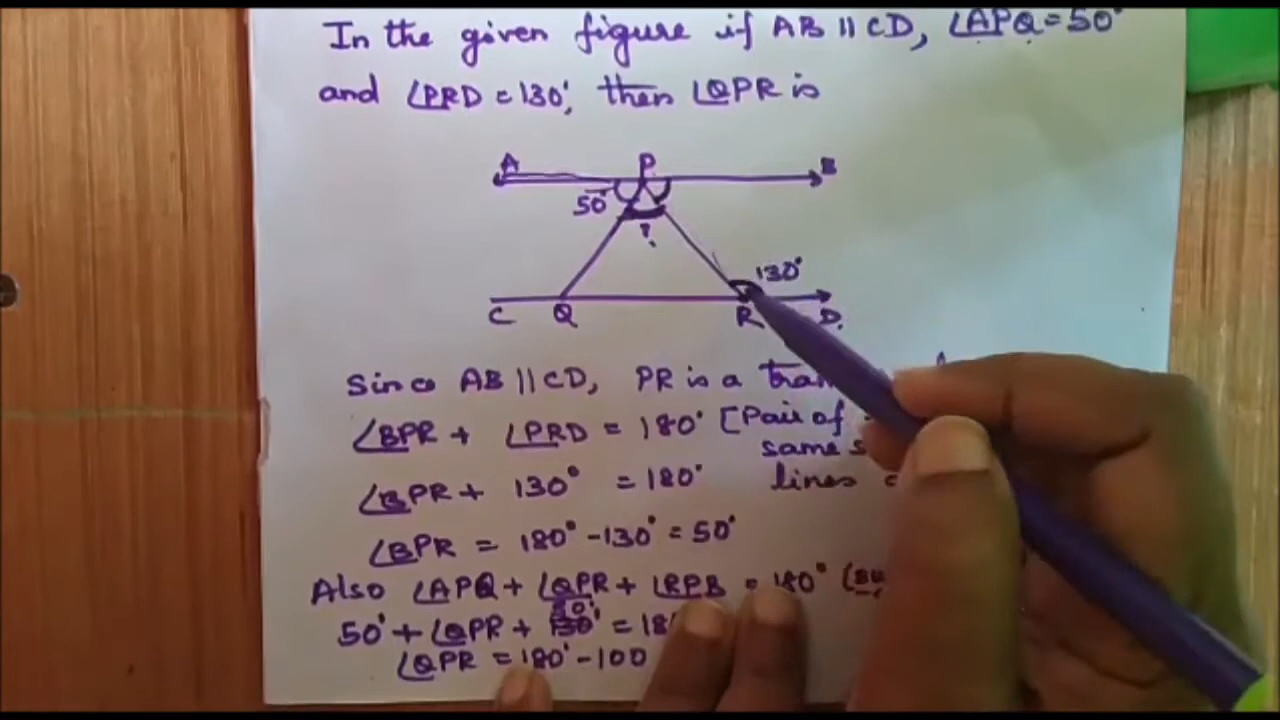 In the given figure if AB || CD, ∠APQ = 50°
and ∠PRD = 130°, then ∠QPR is
A P B
50°
?
130°
C Q R D.
Since AB || CD, PR is a
∠BPR + ∠PRD = 180° [Pair of
same
lines
∠BPR + 130° = 180°
∠BPR = 180° - 130° = 50°
Also ∠APQ + ∠QPR + ∠RPB = 180°
50° + ∠QPR + 50° =
∠QPR = 180° - 100